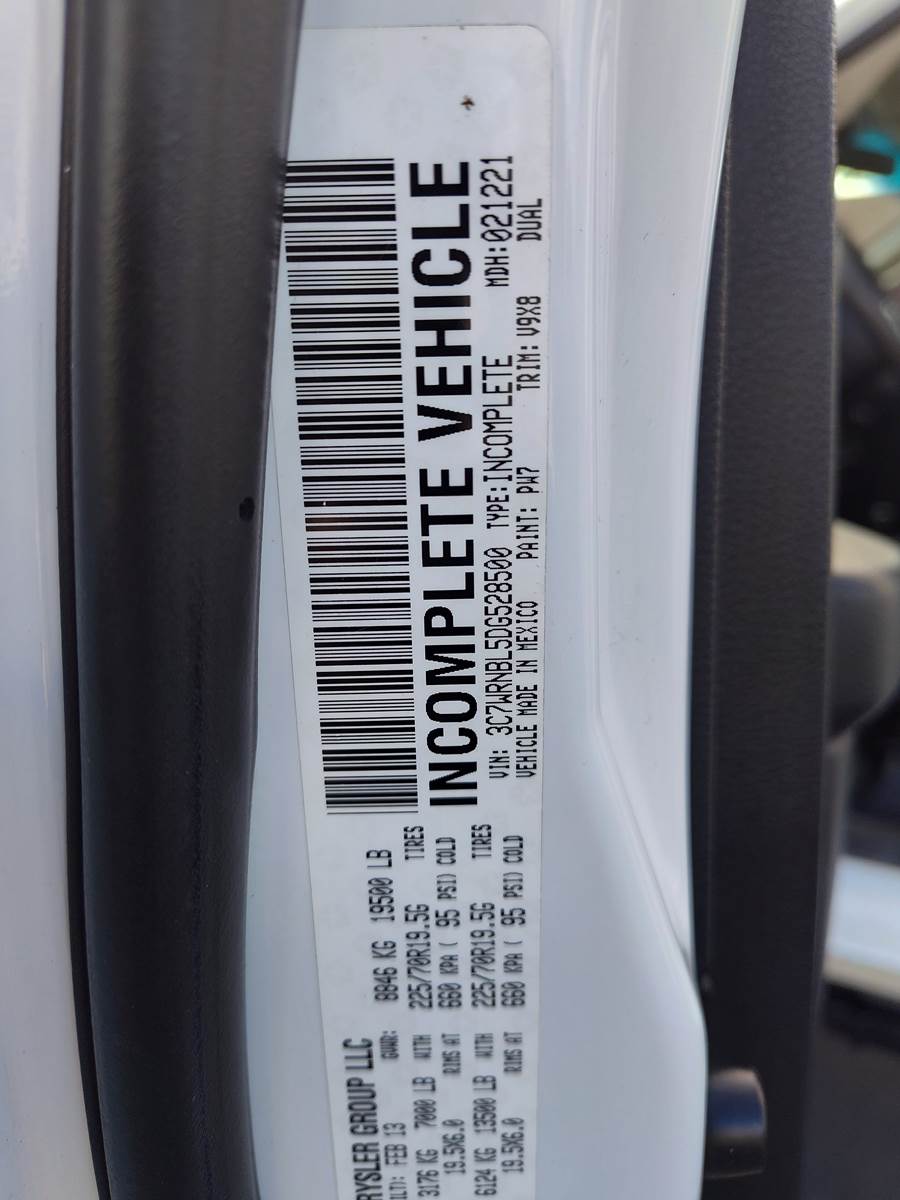 RYSLER GROUP LLC
ILT): FEB 13 GVWR: 8846 KG 19500 LB
3176 KG 7000 LB WITH 225/70R19.5G TIRES
19.5X6.0 RIMS AT 660 KPA ( 95 PSI) COLD
6124 KG 13500 LB WITH 225/70R19.5G TIRES
19.5X6.0 RIMS AT 660 KPA ( 95 PSI) COLD
INCOMPLETE VEHICLE
VIN: 3C7WRNBL5DG528500 TYPE: INCOMPLETE MDH: 021221
VEHICLE MADE IN MEXICO PAINT: PW7 TRIM: V9X8 DUAL